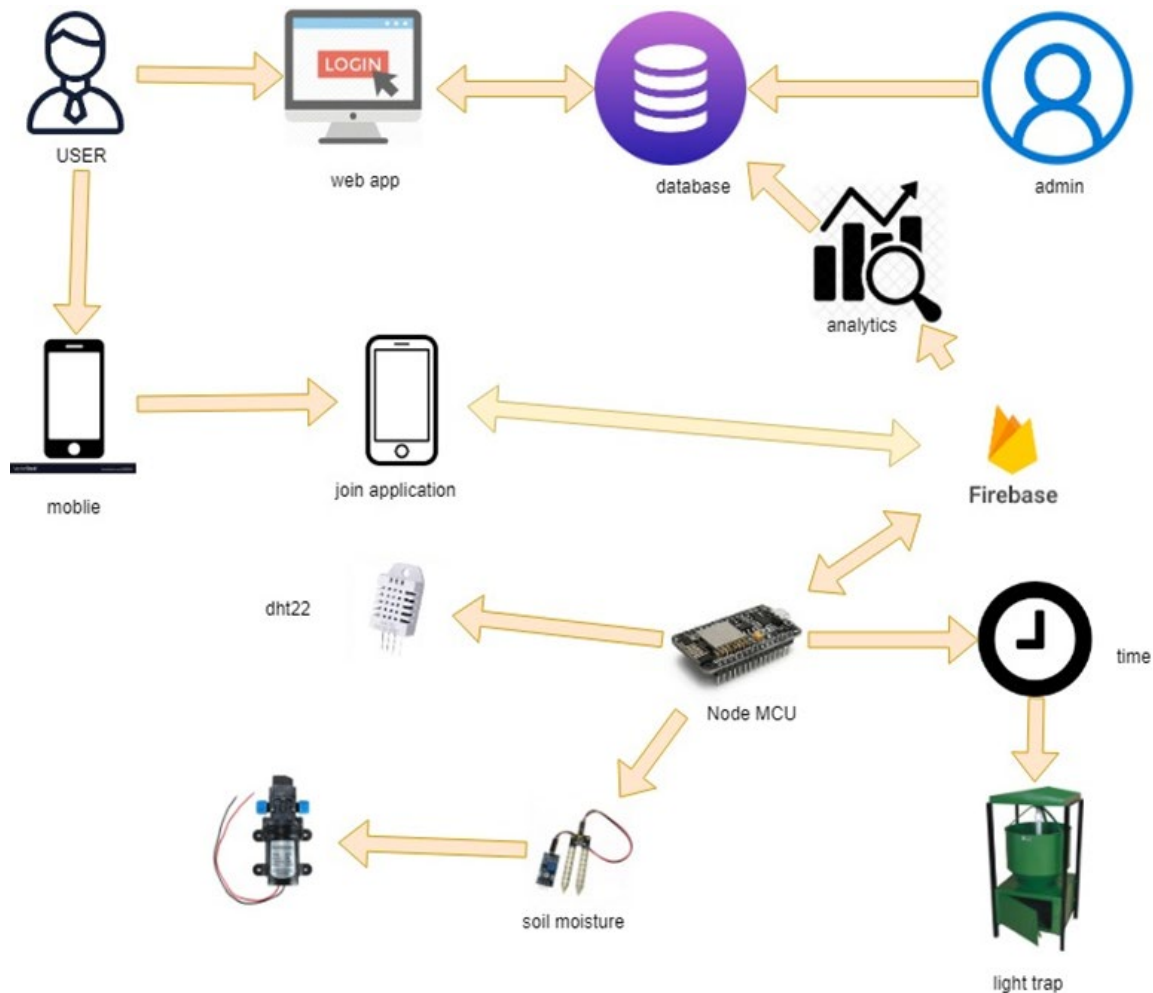 LOGIN
USER
web app
database
admin
analytics
moblie
join application
Firebase
dht22
time
Node MCU
soil moisture
light trap